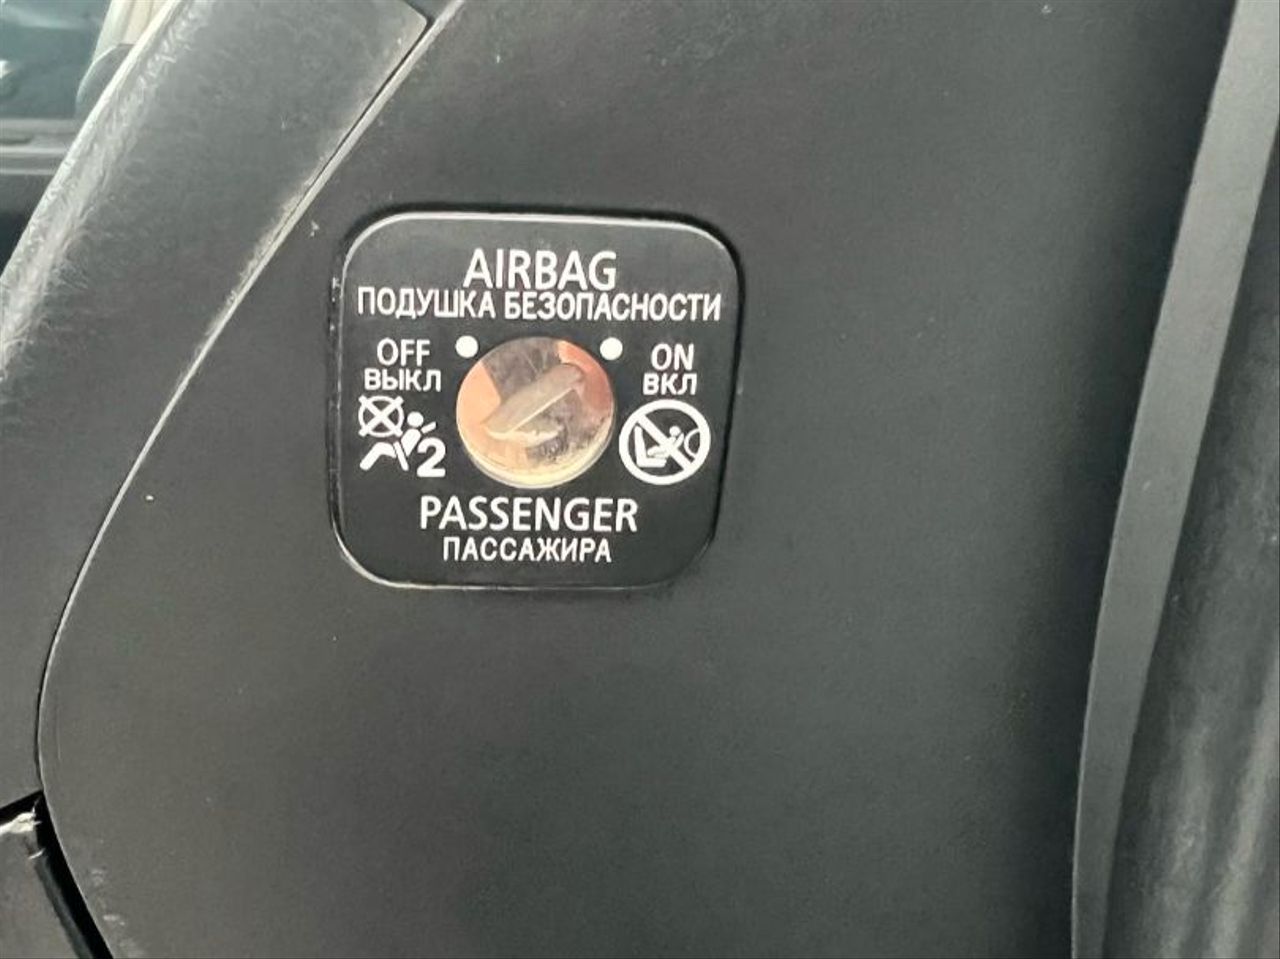 AIRBAG
ПОДУШКА БЕЗОПАСНОСТИ
OFF
ВЫКЛ
2
ON
ВКЛ
PASSENGER
ПАССАЖИРА